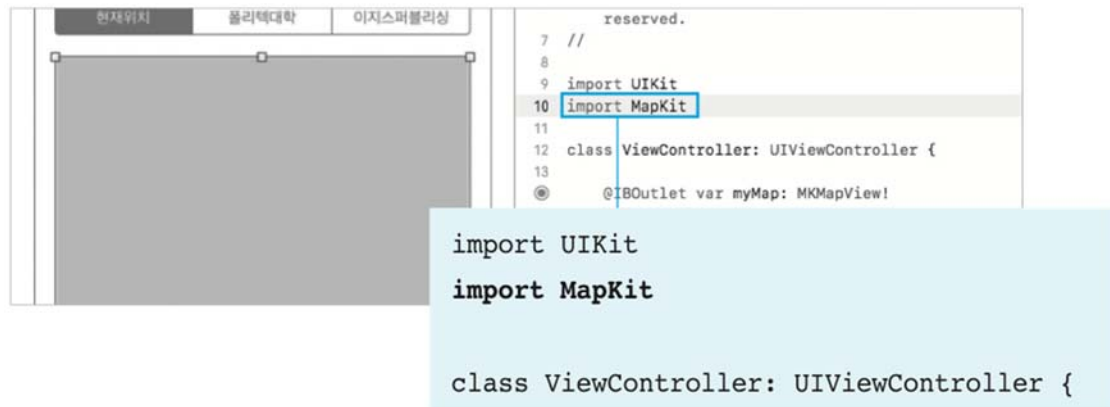 현재위치 폴리텍대학 이지스퍼블리싱
reserved.
7 //
8
9 import UIKit
10 import MapKit
11
12 class ViewController: UIViewController {
13
@IBOutlet var myMap: MKMapView!
import UIKit
import MapKit
class ViewController: UIViewController {